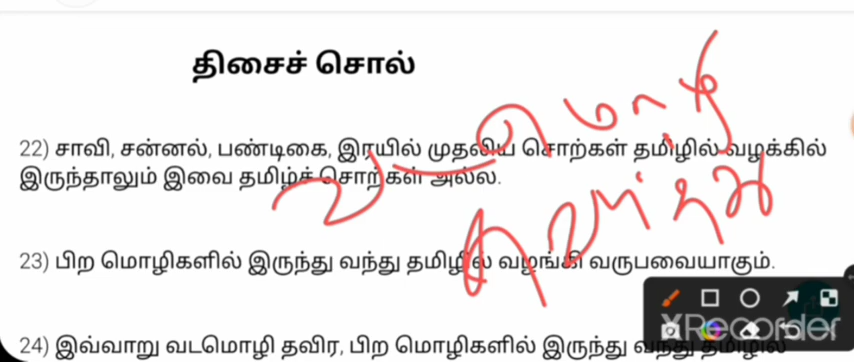 திசைச் சொல்
22) சாவி, சன்னல், பண்டிகை, இரயில் முதலிய சொற்கள் தமிழில் வழக்கில்
இருந்தாலும் இவை தமிழ்ச் சொற்கள் அல்ல.
23) பிற மொழிகளில் இருந்து வந்து தமிழில் வழங்கி வருபவையாகும்.
24) இவ்வாறு வடமொழி தவிர, பிற மொழிகளில் இருந்து வந்து தமிழில்
XRecorder